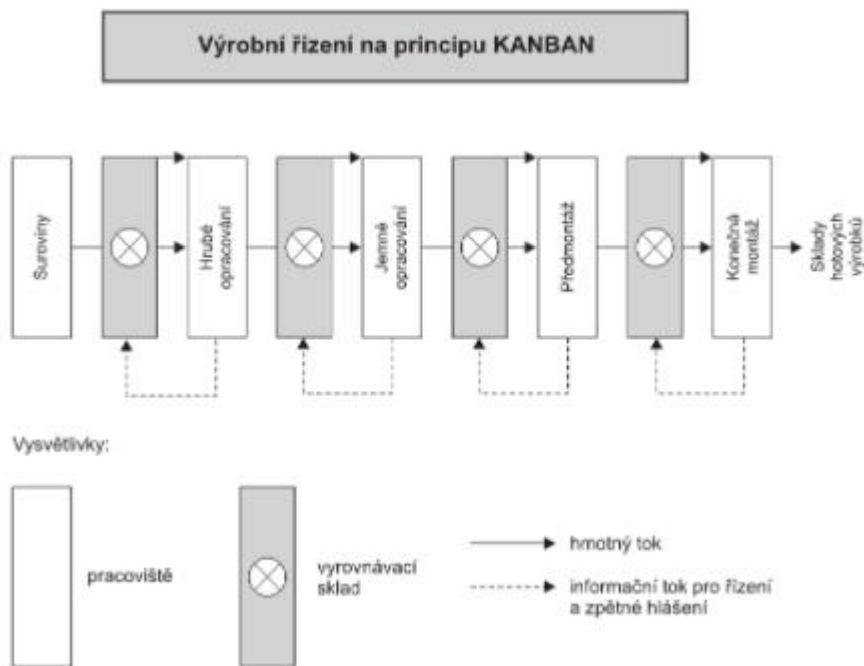 Výrobní řízení na principu KANBAN
Suroviny
Hrubé
opracování
Jemné
opracování
Předmontáž
Konečná
montáž
Sklady
hotových
výrobků
Vysvětlivky:
pracoviště
vyrovnávací
sklad
hmotný tok
informační tok pro řízení
a zpětné hlášení